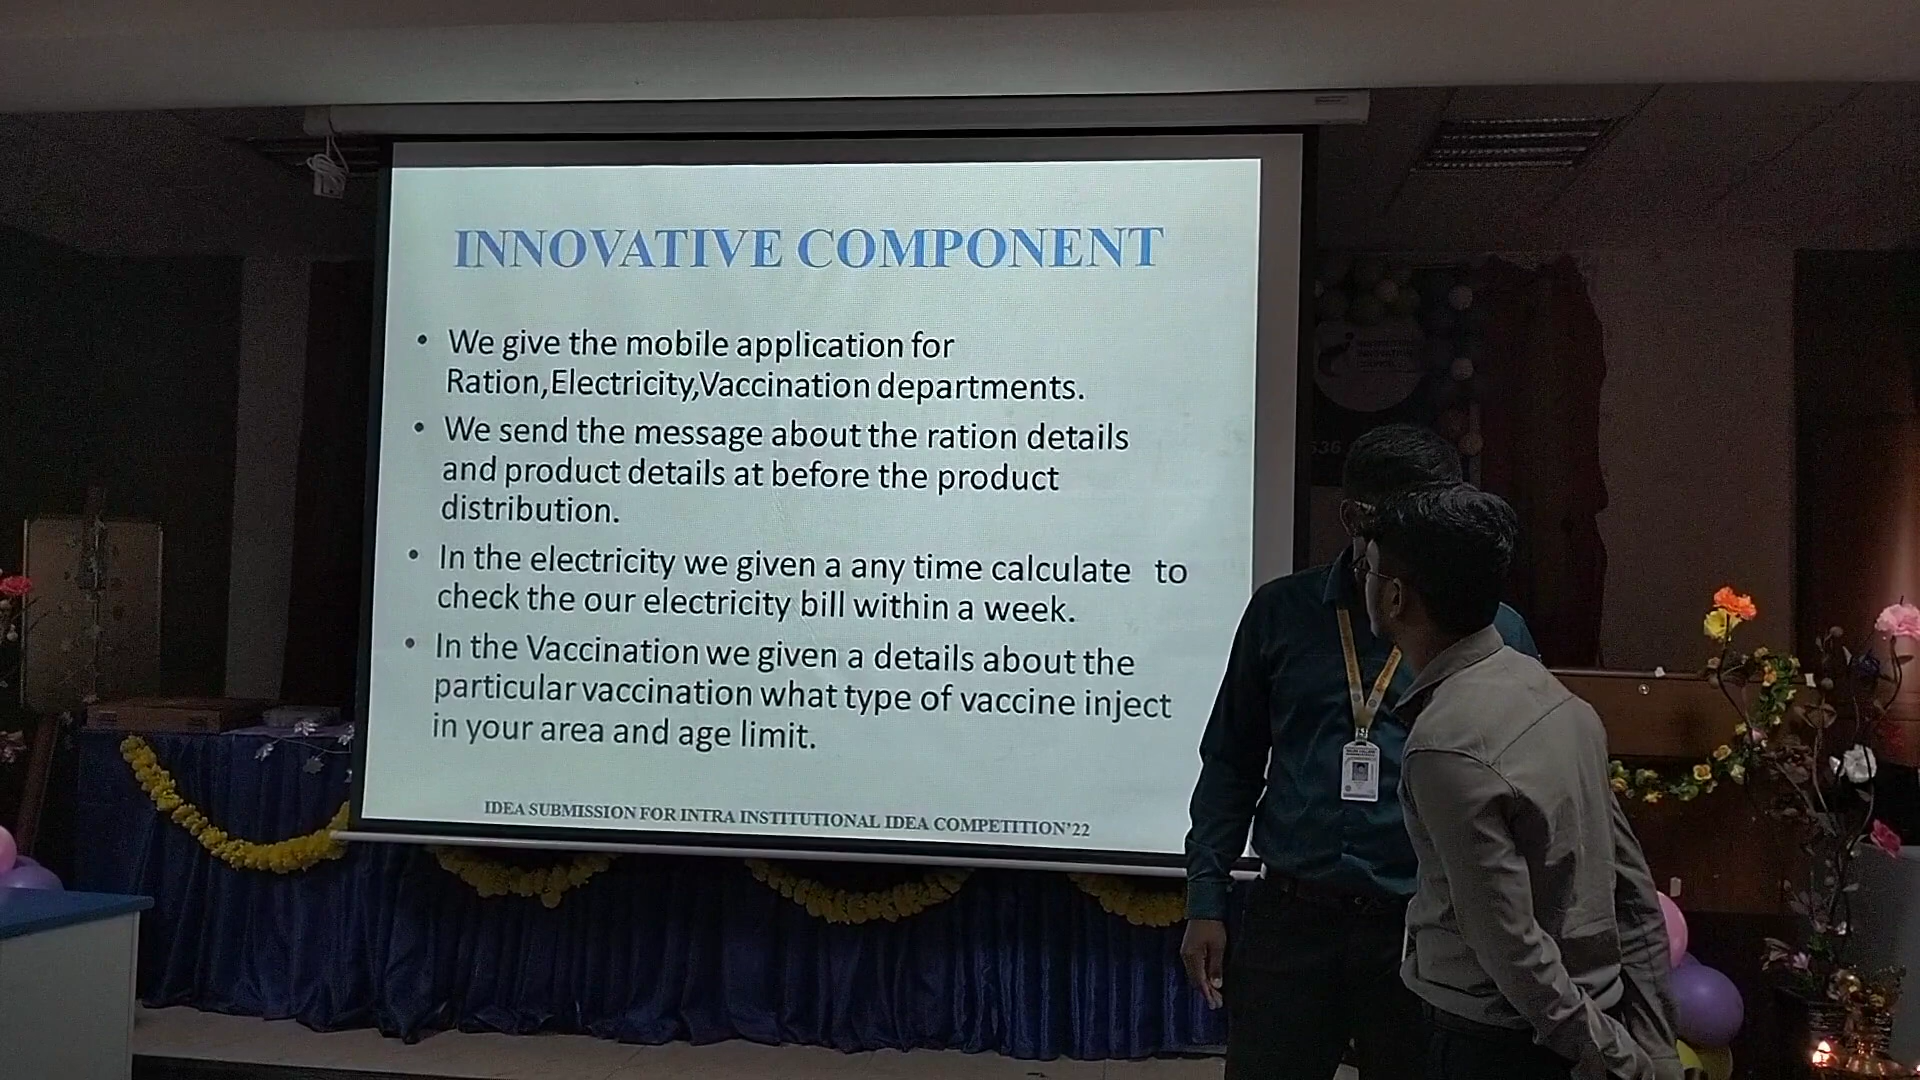 INNOVATIVE COMPONENT
• We give the mobile application for
Ration,Electricity,Vaccination departments.
• We send the message about the ration details
and product details at before the product
distribution.
• In the electricity we given a any time calculate to
check the our electricity bill within a week.
• In the Vaccination we given a details about the
particular vaccination what type of vaccine inject
in your area and age limit.
IDEA SUBMISSION FOR INTRA INSTITUTIONAL IDEA COMPETITION'22